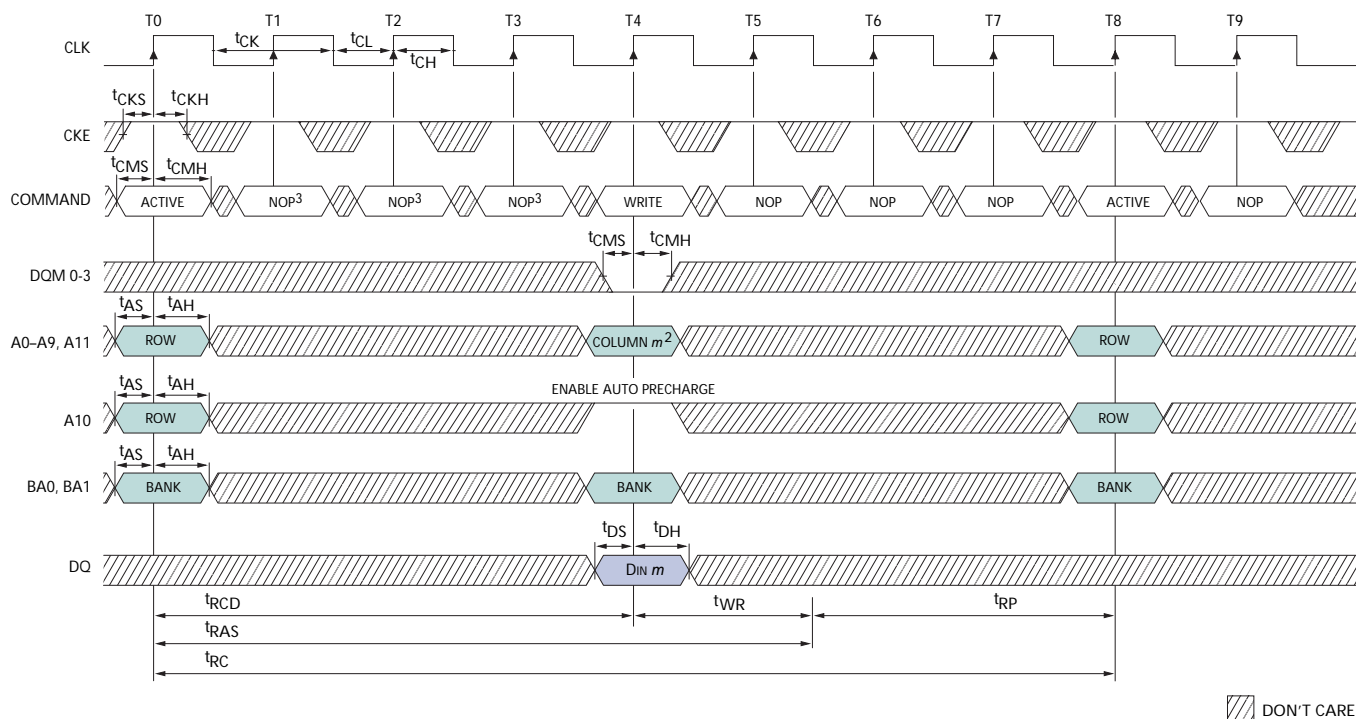 T0 T1 T2 T3 T4 T5 T6 T7 T8 T9
CLK tCK tCL tCH
tCKS tCKH
CKE
tCMS tCMH
COMMAND ACTIVE NOP3 NOP3 NOP3 WRITE NOP NOP NOP ACTIVE NOP
tCMS tCMH
DQM 0-3
tAS tAH
A0–A9, A11 ROW COLUMN m2 ROW
tAS tAH ENABLE AUTO PRECHARGE
A10 ROW ROW
tAS tAH
BA0, BA1 BANK BANK BANK
tDS tDH
DQ DIN m
tRCD tWR tRP
tRAS
tRC
DON'T CARE